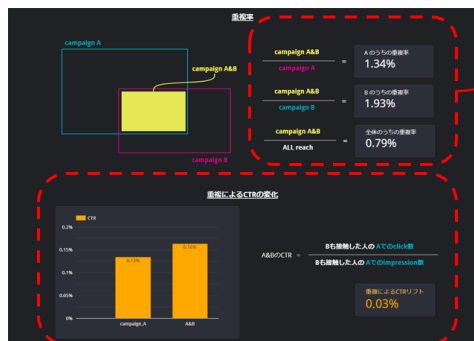 重複率
campaign A
campaign A&B
campaign B
campaign A&B
campaign A
=
Aのうちの重複率
1.34%
campaign A&B
campaign B
=
Bのうちの重複率
1.93%
campaign A&B
ALL reach
=
全体のうちの重複率
0.79%
重複によるCTRの変化
CTR
0.2%
0.15%
0.1%
0.05%
0%
0.13%
0.16%
campaign_A
A&B
A&BのCTR =
Bも接触した人の Aでのclick数
Bも接触した人の Aでのimpression数
重複によるCTRリフト
0.03%